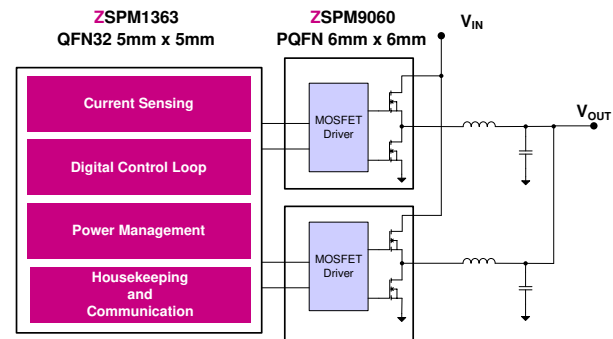 ZSPM1363
QFN32 5mm x 5mm
ZSPM9060
PQFN 6mm x 6mm
VIN
VOUT
Current Sensing
Digital Control Loop
Power Management
Housekeeping
and
Communication
MOSFET
Driver
MOSFET
Driver